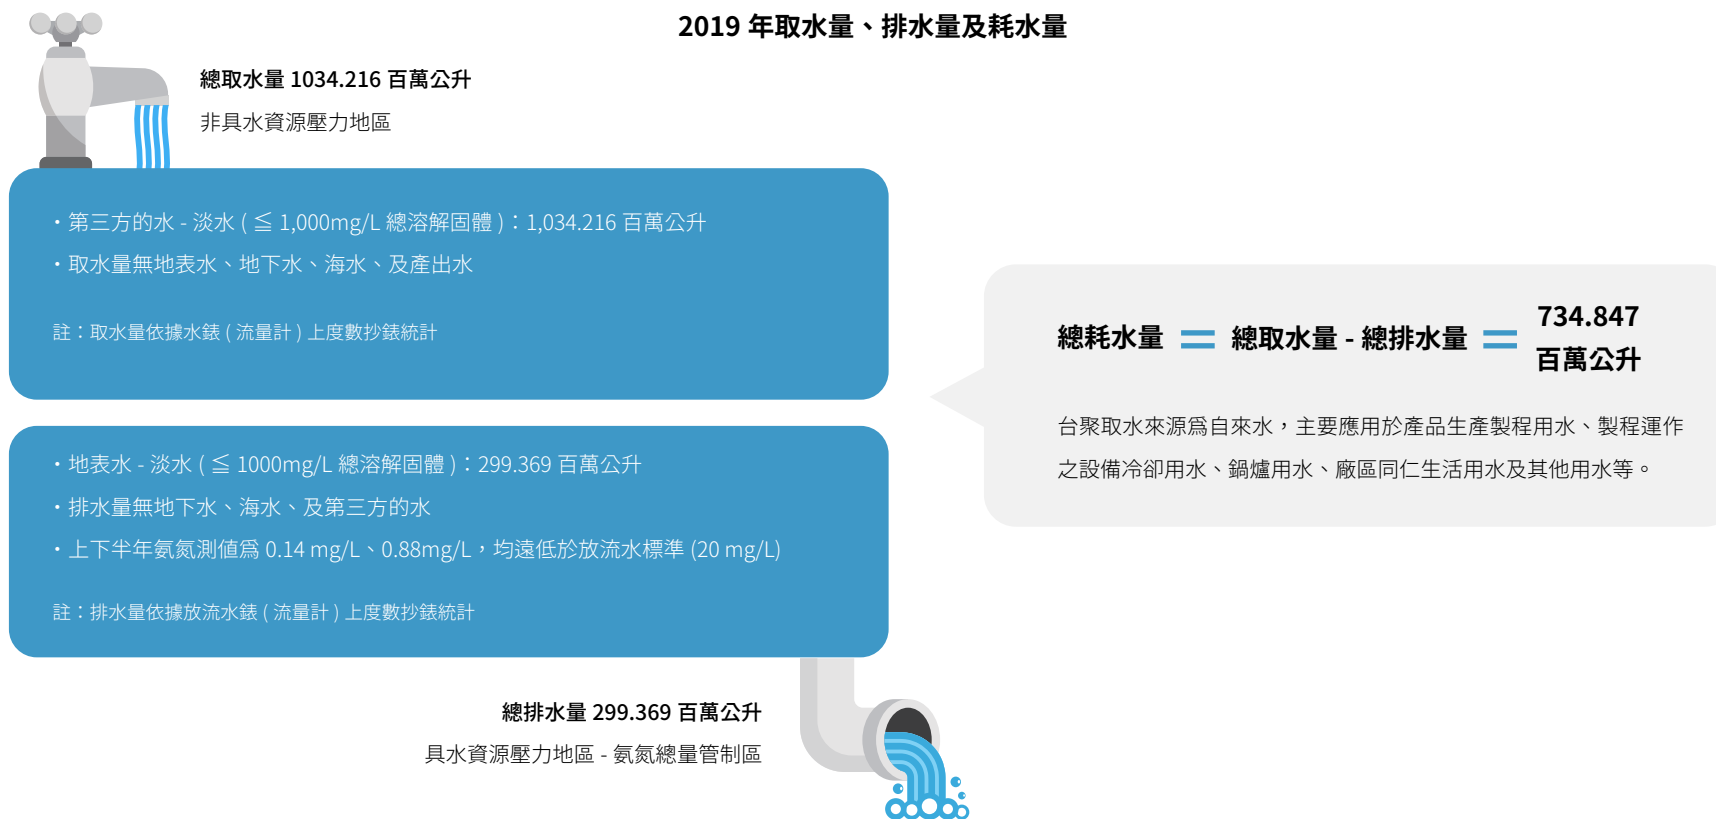 2019 年取水量、排水量及耗水量
總取水量 1034.216 百萬公升
非具水資源壓力地區
・第三方的水 - 淡水 ( ≦ 1,000mg/L 總溶解固體 )：1,034.216 百萬公升
・取水量無地表水、地下水、海水、及產出水
註：取水量依據水錶 ( 流量計 ) 上度數抄錶統計
・地表水 - 淡水 ( ≦ 1000mg/L 總溶解固體 )：299.369 百萬公升
・排水量無地下水、海水、及第三方的水
・上下半年氨氮測值爲 0.14 mg/L、0.88mg/L，均遠低於放流水標準 (20 mg/L)
註：排水量依據放流水錶 ( 流量計 ) 上度數抄錶統計
總排水量 299.369 百萬公升
具水資源壓力地區 - 氨氮總量管制區
總耗水量 = 總取水量 - 總排水量 = 734.847
百萬公升
台聚取水來源爲自來水，主要應用於產品生產製程用水、製程運作
之設備冷卻用水、鍋爐用水、廠區同仁生活用水及其他用水等。